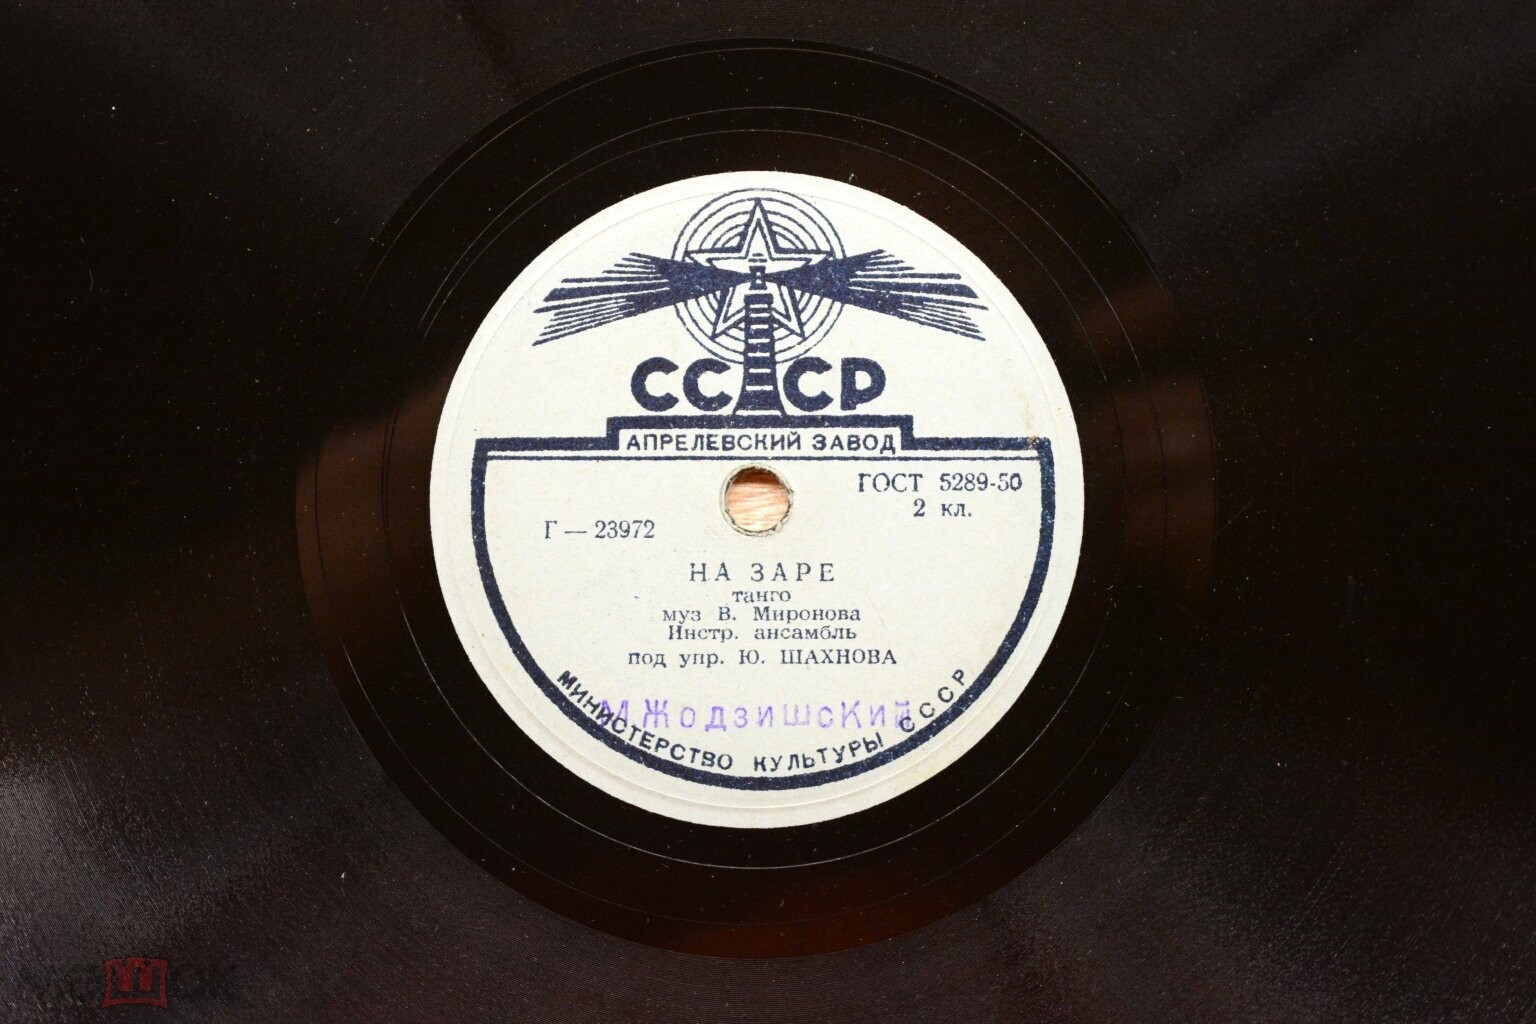 СССР
АПРЕЛЕВСКИЙ ЗАВОД
ГОСТ 5289-50
2 кл.
Г — 23972
НА ЗАРЕ
танго
муз В. Миронова
Инстр. ансамбль
под упр. Ю. ШАХНОВА
М.Жодзишский
МИНИСТЕРСТВО КУЛЬТУРЫ СССР
мешок